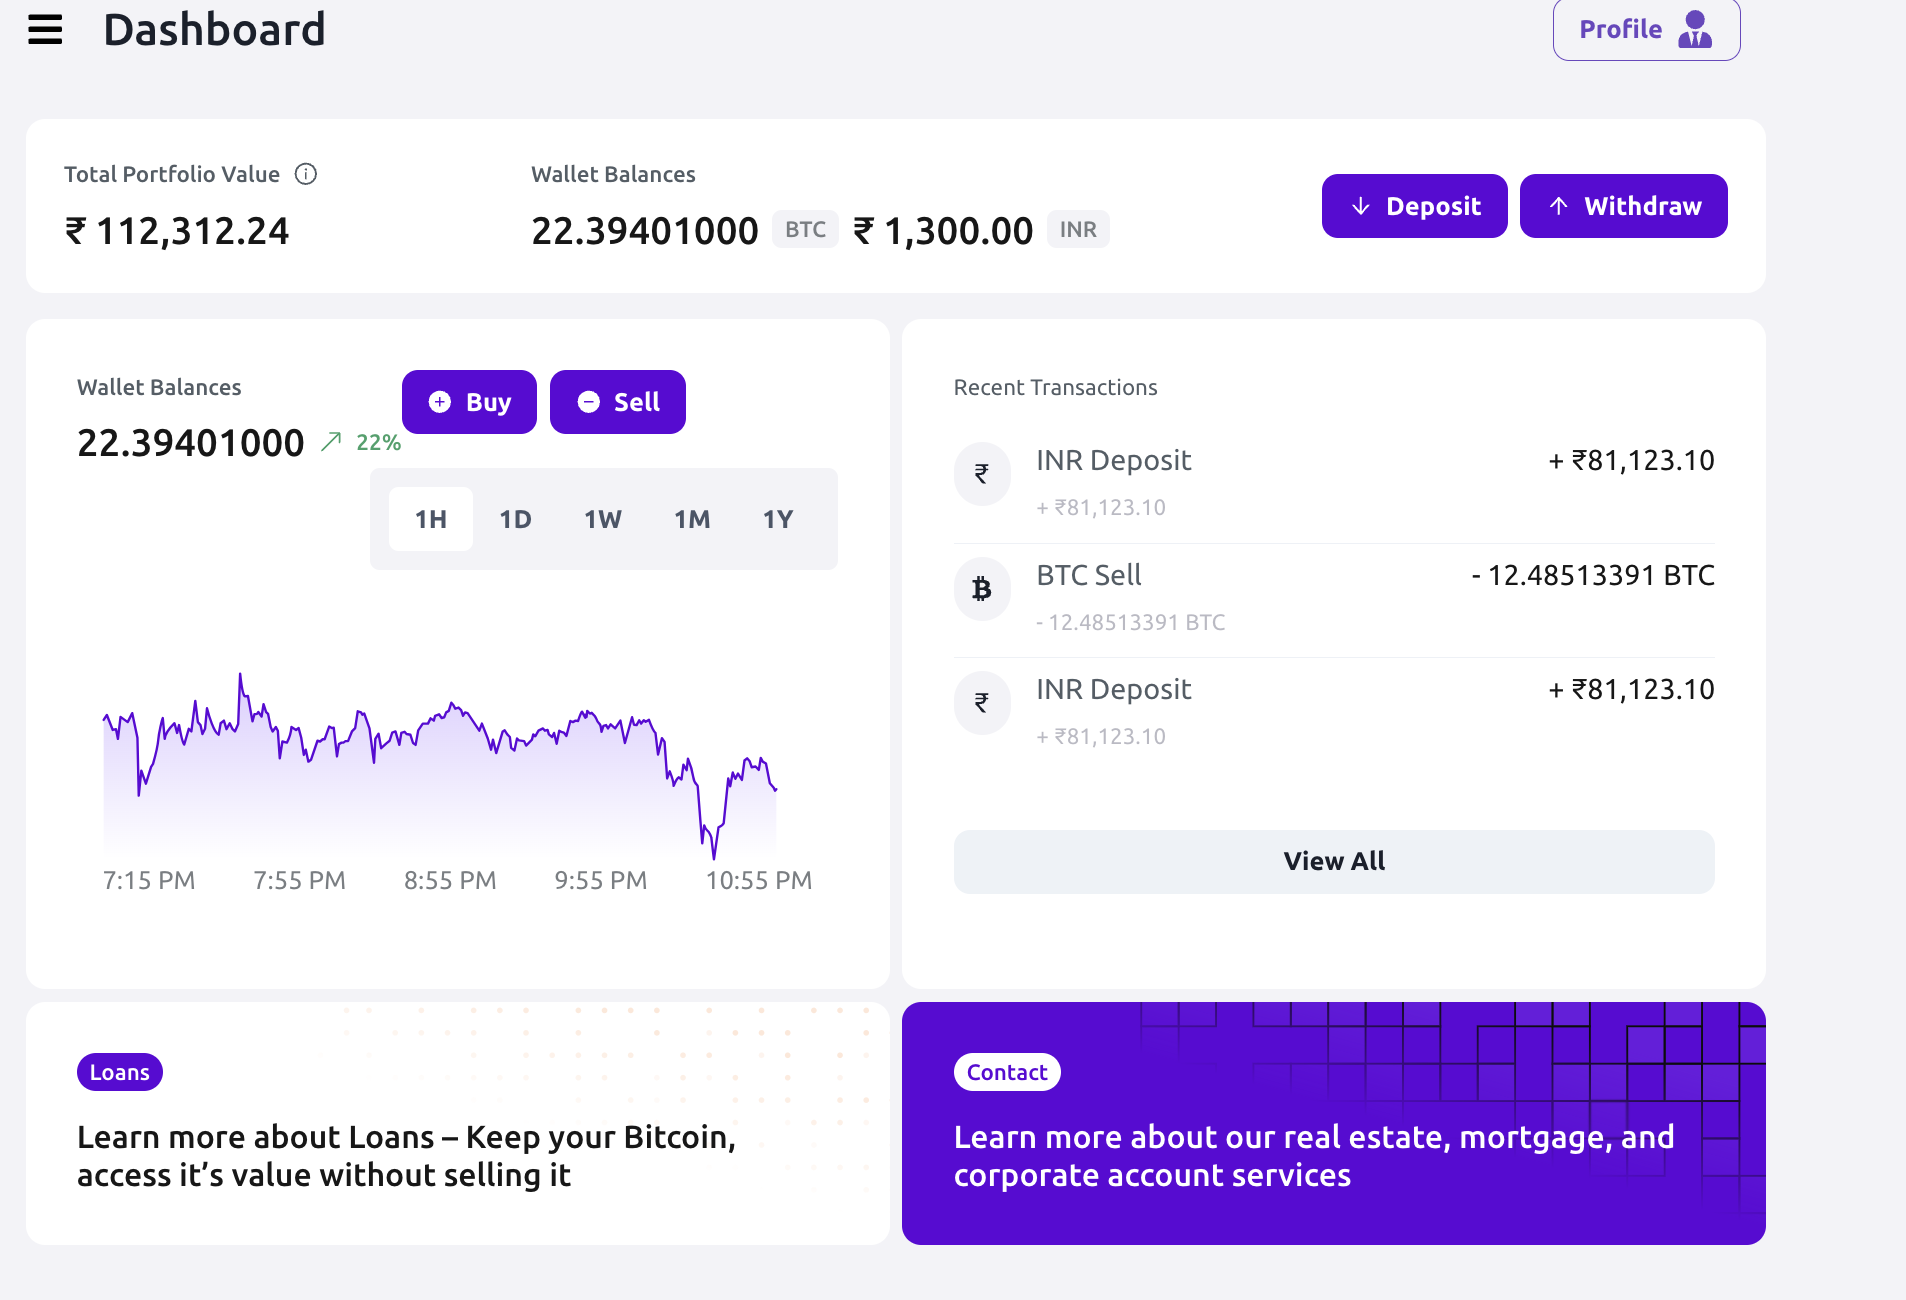 Dashboard
Profile
Total Portfolio Value
₹ 112,312.24
Wallet Balances
22.39401000 BTC ₹ 1,300.00 INR
Deposit
Withdraw
Wallet Balances
22.39401000 22%
Buy
Sell
1H 1D 1W 1M 1Y
7:15 PM 7:55 PM 8:55 PM 9:55 PM 10:55 PM
Recent Transactions
₹ INR Deposit + ₹81,123.10
+ ₹81,123.10
BTC Sell - 12.48513391 BTC
- 12.48513391 BTC
₹ INR Deposit + ₹81,123.10
+ ₹81,123.10
View All
Loans
Learn more about Loans – Keep your Bitcoin,
access it’s value without selling it
Contact
Learn more about our real estate, mortgage, and
corporate account services